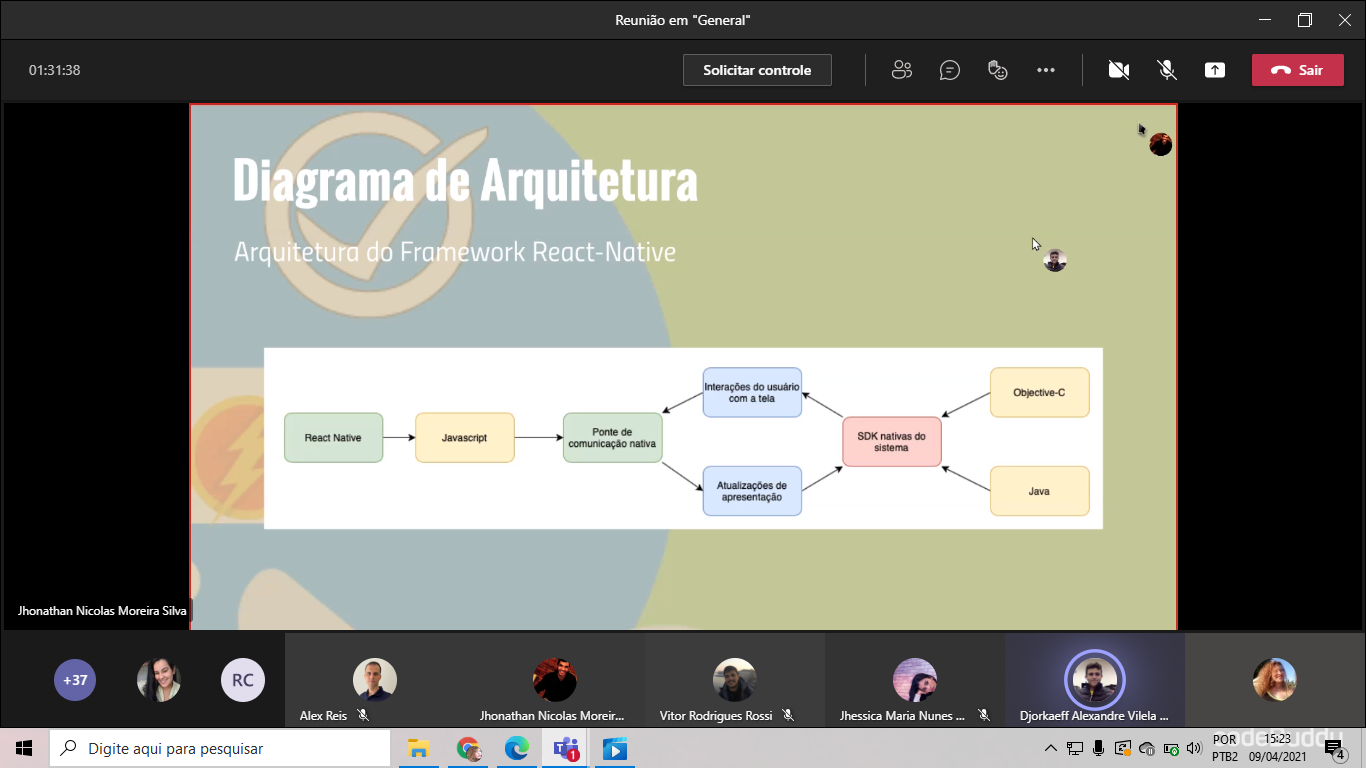 Reunião em "General"
01:31:38
Solicitar controle
Sair
Diagrama de Arquitetura
Arquitetura do Framework React-Native
React Native
Javascript
Ponte de
comunicação nativa
Interações do usuário
com a tela
Atualizações de
apresentação
SDK nativas do
sistema
Objective-C
Java
Jhonathan Nicolas Moreira Silva
+37
RC
Alex Reis
Jhonathan Nicolas Moreir...
Vitor Rodrigues Rossi
Jhessica Maria Nunes ...
Djorkaeff Alexandre Vilela ...
Digite aqui para pesquisar
1
POR
PTB2
15:23
09/04/2021
4